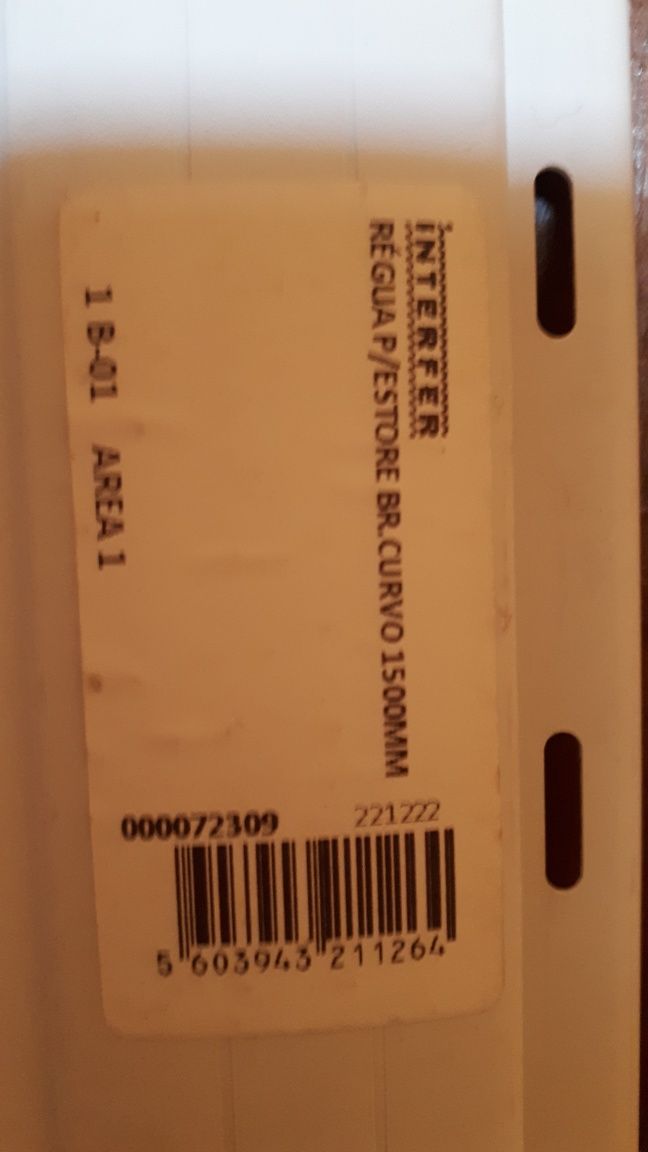 INTERFER
RÉGUA P/ESTORE BR.CURVO 1500MM
1 B-01 AREA 1
000072309
221222
5 603943 211264